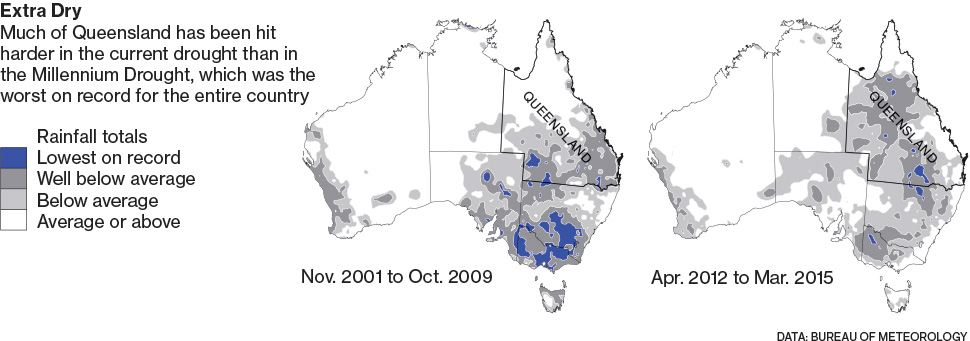 Extra Dry
Much of Queensland has been hit
harder in the current drought than in
the Millennium Drought, which was the
worst on record for the entire country
Rainfall totals
Lowest on record
Well below average
Below average
Average or above
QUEENSLAND
Nov. 2001 to Oct. 2009
QUEENSLAND
Apr. 2012 to Mar. 2015
DATA: BUREAU OF METEOROLOGY